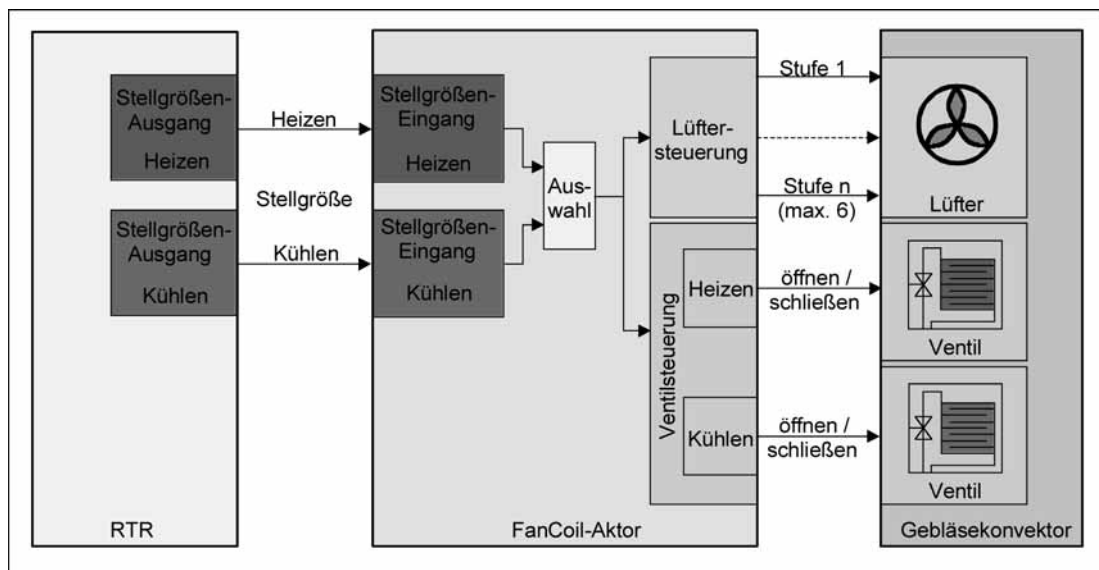 Stellgrößen-
Ausgang
Heizen
Stellgrößen-
Ausgang
Kühlen
RTR
Heizen
Stellgröße
Kühlen
Stellgrößen-
Eingang
Heizen
Stellgrößen-
Eingang
Kühlen
Aus-
wahl
Lüfter-
steuerung
Ventilsteuerung
Heizen
Kühlen
FanCoil-Aktor
Stufe 1
Stufe n
(max. 6)
öffnen /
schließen
öffnen /
schließen
Lüfter
Ventil
Ventil
Gebläsekonvektor